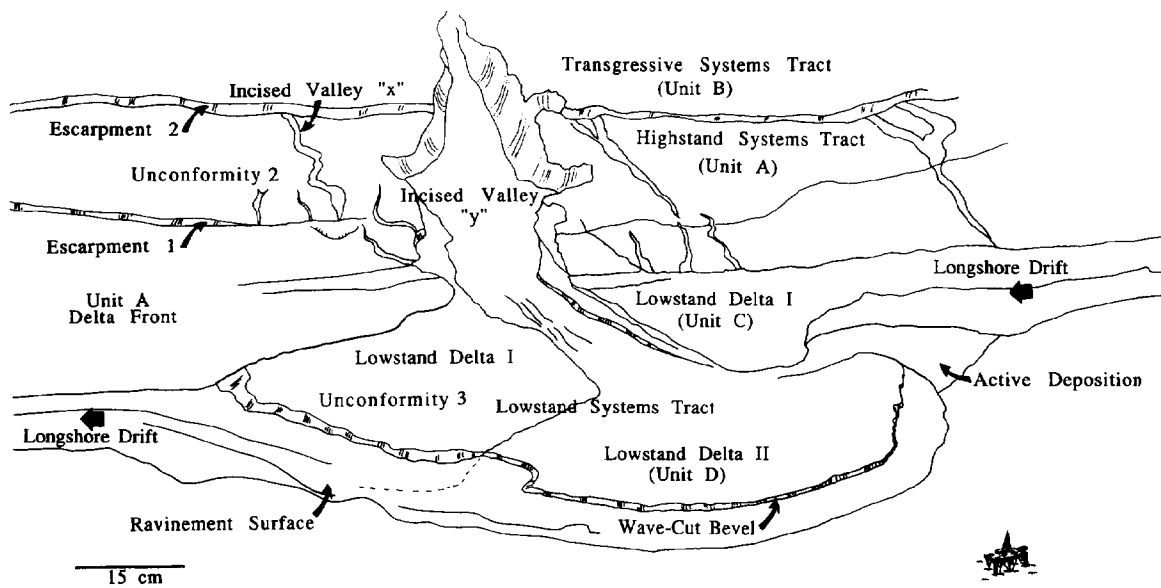 Transgressive Systems Tract
(Unit B)
Incised Valley "x"
Escarpment 2
Highstand Systems Tract
(Unit A)
Unconformity 2
Incised Valley
"y"
Escarpment 1
Longshore Drift
Unit A
Delta Front
Lowstand Delta I
(Unit C)
Lowstand Delta I
Active Deposition
Unconformity 3
Lowstand Systems Tract
Longshore Drift
Lowstand Delta II
(Unit D)
Ravinement Surface
Wave-Cut Bevel
15 cm